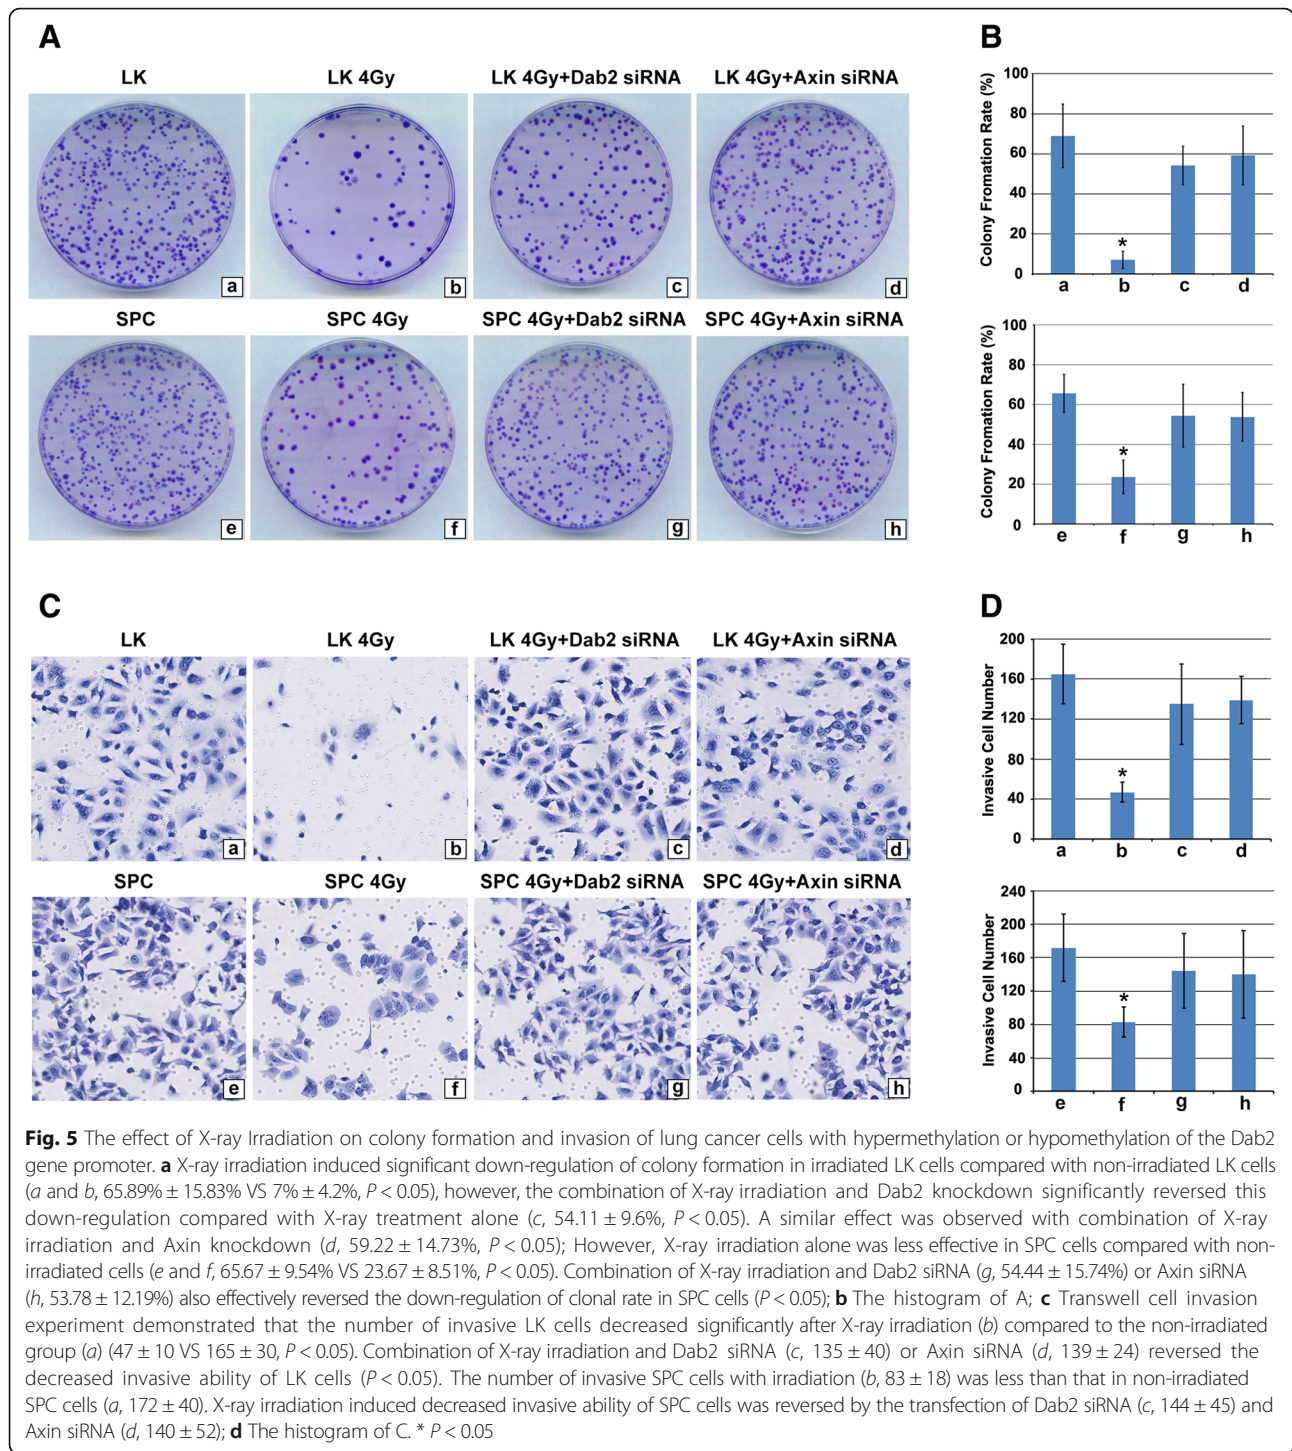 A
LK
LK 4Gy
LK 4Gy+Dab2 siRNA
LK 4Gy+Axin siRNA
a
b
c
d
SPC
SPC 4Gy
SPC 4Gy+Dab2 siRNA
SPC 4Gy+Axin siRNA
e
f
g
h
B
Colony Fromation Rate (%)
100
80
60
40
20
0
*
a b c d
Colony Fromation Rate (%)
100
80
60
40
20
0
*
e f g h
C
LK
LK 4Gy
LK 4Gy+Dab2 siRNA
LK 4Gy+Axin siRNA
a
b
c
d
SPC
SPC 4Gy
SPC 4Gy+Dab2 siRNA
SPC 4Gy+Axin siRNA
e
f
g
h
D
Invasive Cell Number
200
160
120
80
40
0
*
a b c d
Invasive Cell Number
240
200
160
120
80
40
0
*
e f g h
Fig. 5 The effect of X-ray Irradiation on colony formation and invasion of lung cancer cells with hypermethylation or hypomethylation of the Dab2
gene promoter. a X-ray irradiation induced significant down-regulation of colony formation in irradiated LK cells compared with non-irradiated LK cells
(a and b, 65.89% ± 15.83% VS 7% ± 4.2%, P < 0.05), however, the combination of X-ray irradiation and Dab2 knockdown significantly reversed this
down-regulation compared with X-ray treatment alone (c, 54.11 ± 9.6%, P < 0.05). A similar effect was observed with combination of X-ray
irradiation and Axin knockdown (d, 59.22 ± 14.73%, P < 0.05); However, X-ray irradiation alone was less effective in SPC cells compared with non-
irradiated cells (e and f, 65.67 ± 9.54% VS 23.67 ± 8.51%, P < 0.05). Combination of X-ray irradiation and Dab2 siRNA (g, 54.44 ± 15.74%) or Axin siRNA
(h, 53.78 ± 12.19%) also effectively reversed the down-regulation of clonal rate in SPC cells (P < 0.05); b The histogram of A; c Transwell cell invasion
experiment demonstrated that the number of invasive LK cells decreased significantly after X-ray irradiation (b) compared to the non-irradiated
group (a) (47 ± 10 VS 165 ± 30, P < 0.05). Combination of X-ray irradiation and Dab2 siRNA (c, 135 ± 40) or Axin siRNA (d, 139 ± 24) reversed the
decreased invasive ability of LK cells (P < 0.05). The number of invasive SPC cells with irradiation (b, 83 ± 18) was less than that in non-irradiated
SPC cells (a, 172 ± 40). X-ray irradiation induced decreased invasive ability of SPC cells was reversed by the transfection of Dab2 siRNA (c, 144 ± 45) and
Axin siRNA (d, 140 ± 52); d The histogram of C. * P < 0.05